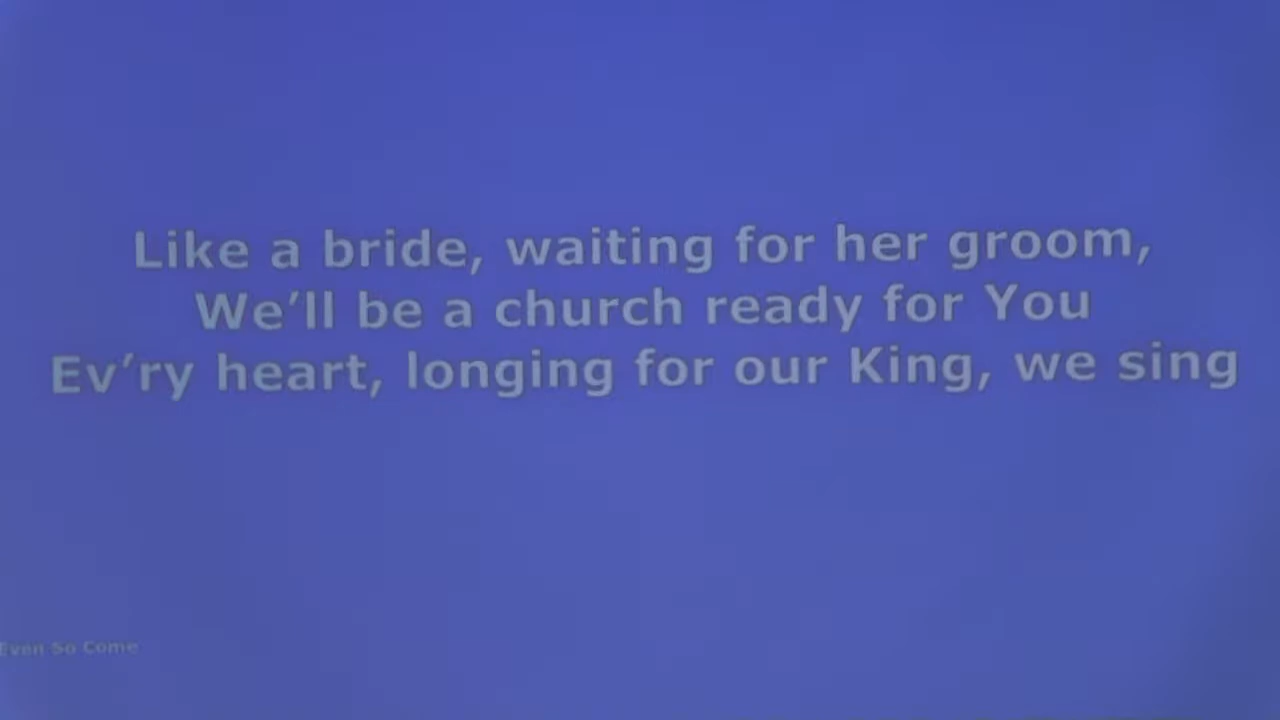 Like a bride, waiting for her groom,
We’ll be a church ready for You
Ev’ry heart, longing for our King, we sing
Even So Come